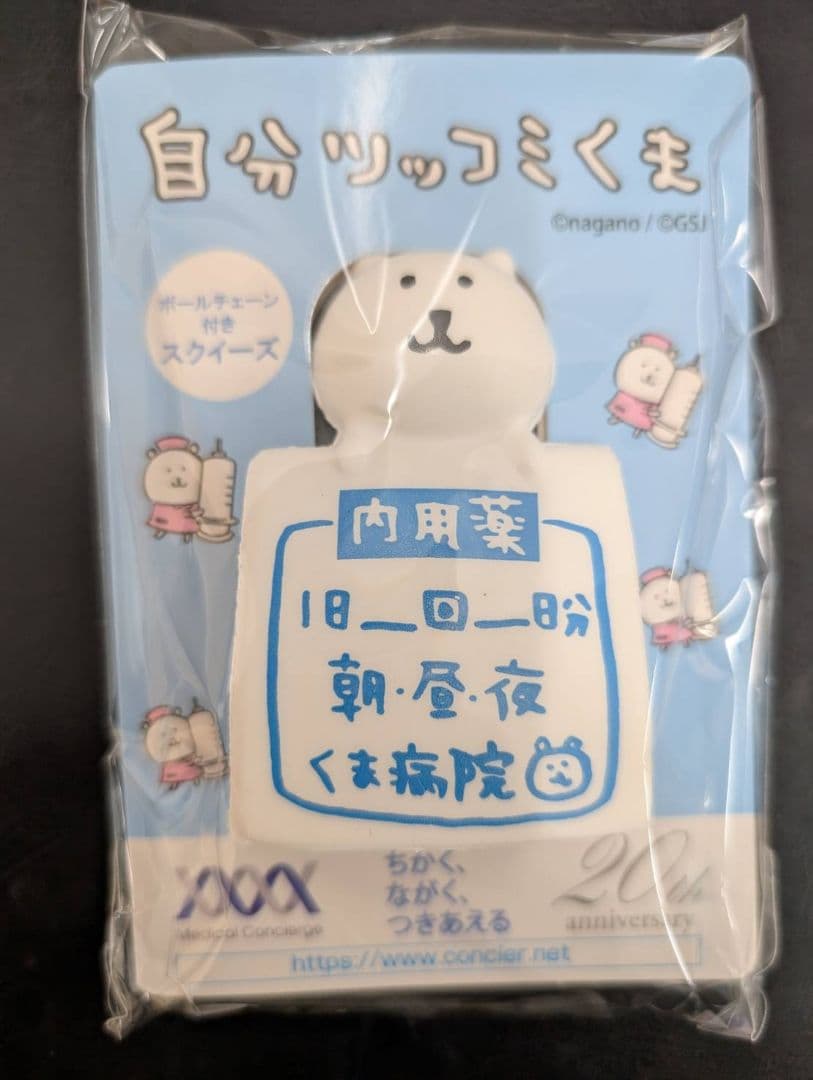 自分ツッコミくま
©nagano / ©GSJ
ボールチェーン
付き
スクイーズ
内用薬
1日＿回＿日分
朝・昼・夜
くま病院
Medical Concierge
ちかく、
ながく、
つきあえる
20th
anniversary
https://www.concier.net